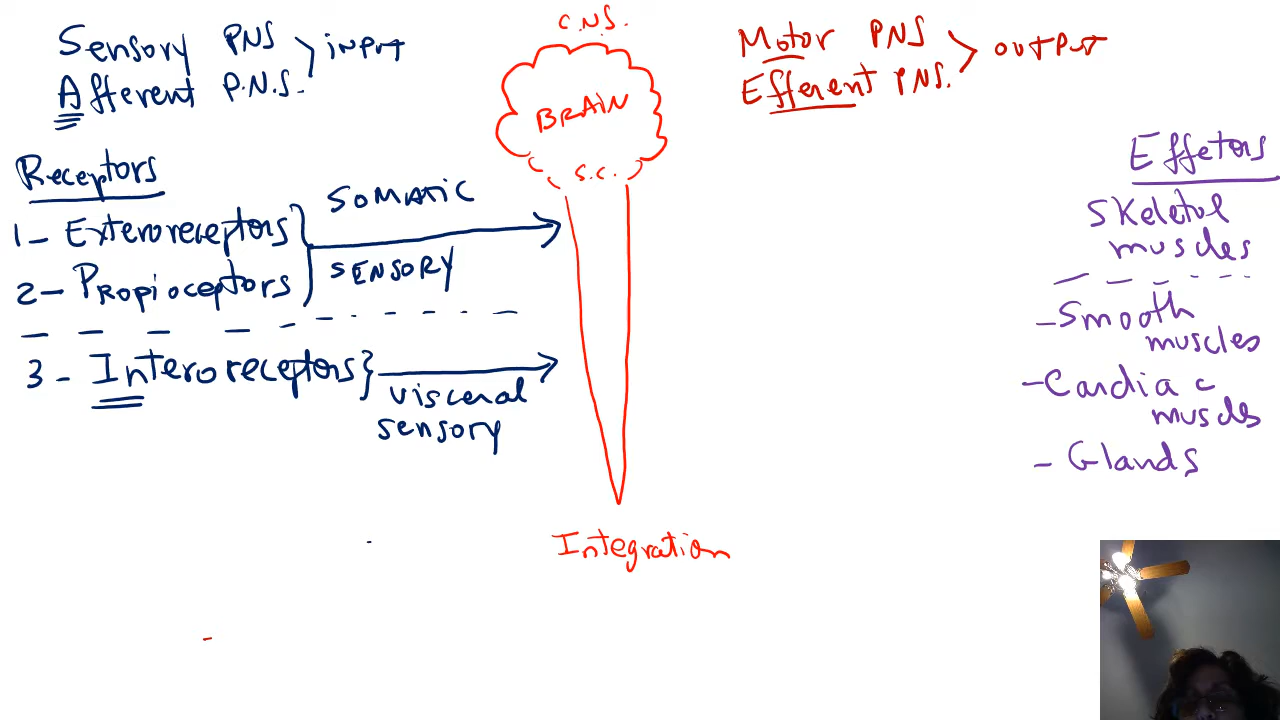 C.N.S.
Sensory PNS
Afferent P.N.S.
input
BRAIN
S.C.
Motor PNS
Efferent PNS.
output
Receptors
1- Exteroreceptors
2- Propioceptors
SOMATIC
SENSORY
3- Interoreceptors
visceral
sensory
Integration
Effetors
Skeletal
muscles
- Smooth
muscles
- Cardiac
muscles
- Glands